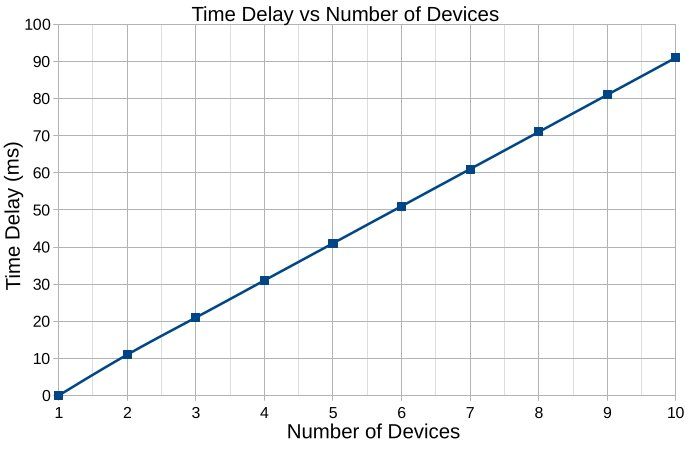 Time Delay vs Number of Devices
100
90
80
70
60
50
40
30
20
10
0
Time Delay (ms)
1 2 3 4 5 6 7 8 9 10
Number of Devices